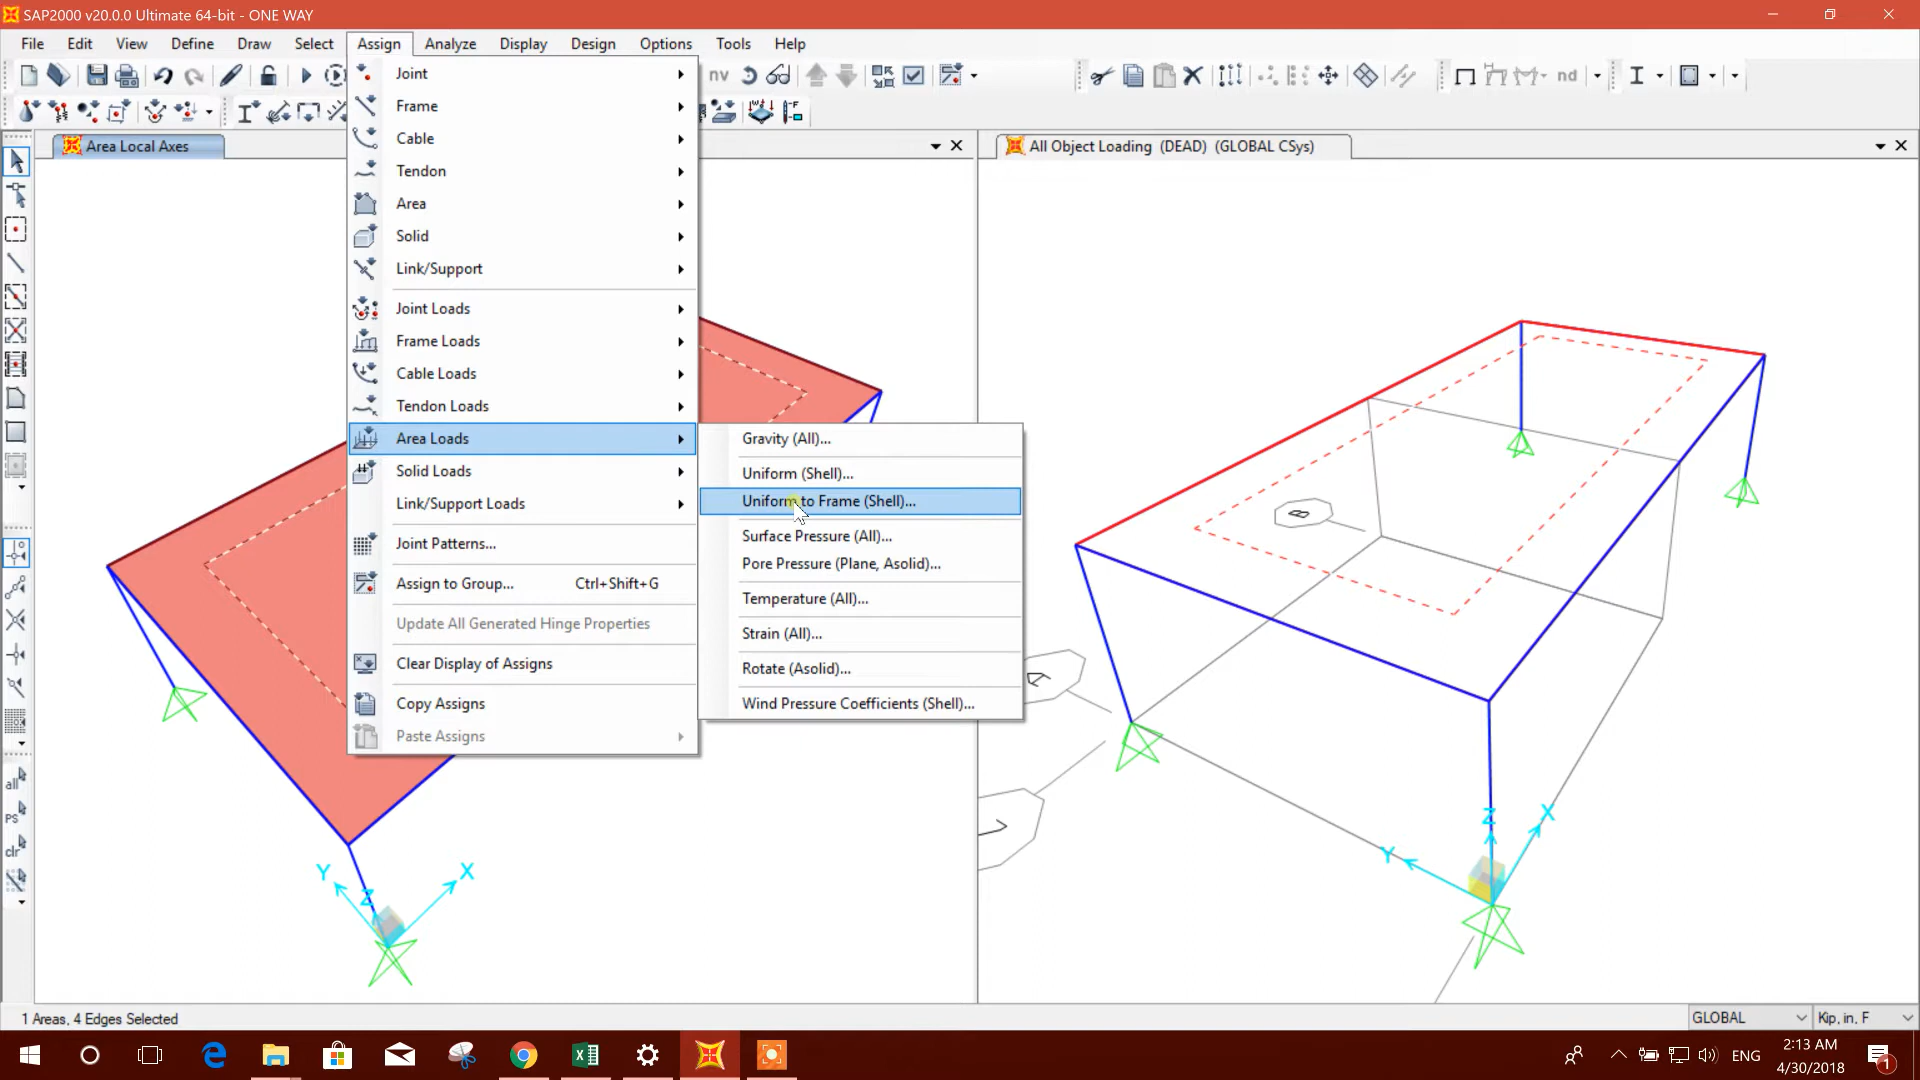 SAP2000 v20.0.0 Ultimate 64-bit - ONE WAY
File Edit View Define Draw Select Assign Analyze Display Design Options Tools Help
nv
nd
Area Local Axes
All Object Loading (DEAD) (GLOBAL CSys)
Joint
Frame
Cable
Tendon
Area
Solid
Link/Support
Joint Loads
Frame Loads
Cable Loads
Tendon Loads
Area Loads
Solid Loads
Link/Support Loads
Joint Patterns...
Assign to Group... Ctrl+Shift+G
Update All Generated Hinge Properties
Clear Display of Assigns
Copy Assigns
Paste Assigns
Gravity (All)...
Uniform (Shell)...
Uniform to Frame (Shell)...
Surface Pressure (All)...
Pore Pressure (Plane, Asolid)...
Temperature (All)...
Strain (All)...
Rotate (Asolid)...
Wind Pressure Coefficients (Shell)...
all
PS
clr
Y Z X
B
A
Y Z X
1 Areas, 4 Edges Selected
GLOBAL
Kip, in, F
ENG
2:13 AM
4/30/2018
1